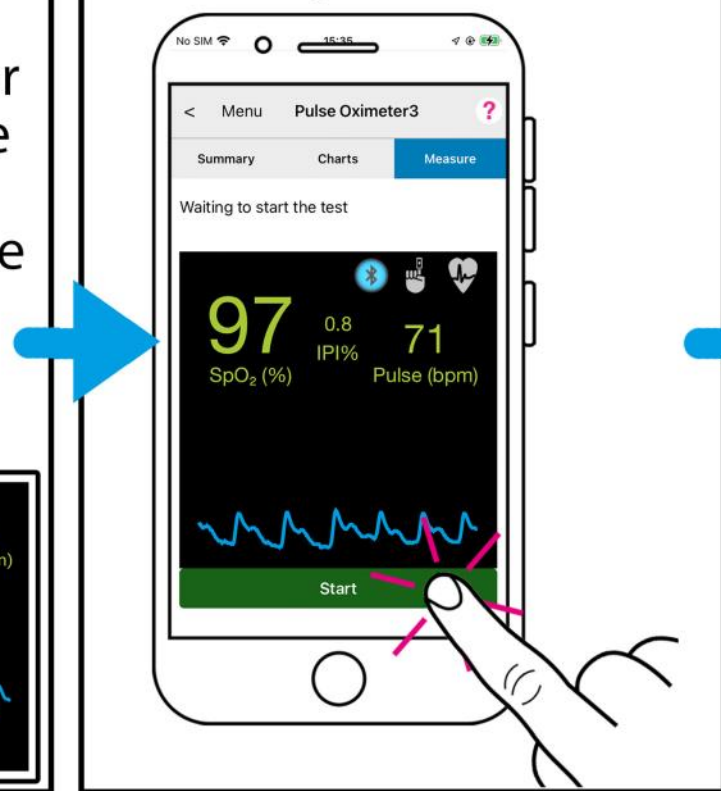 r
e
e
n)
No SIM 15:35
< Menu Pulse Oximeter3 ?
Summary Charts Measure
Waiting to start the test
97 0.8 71
SpO₂ (%) IPI% Pulse (bpm)
Start